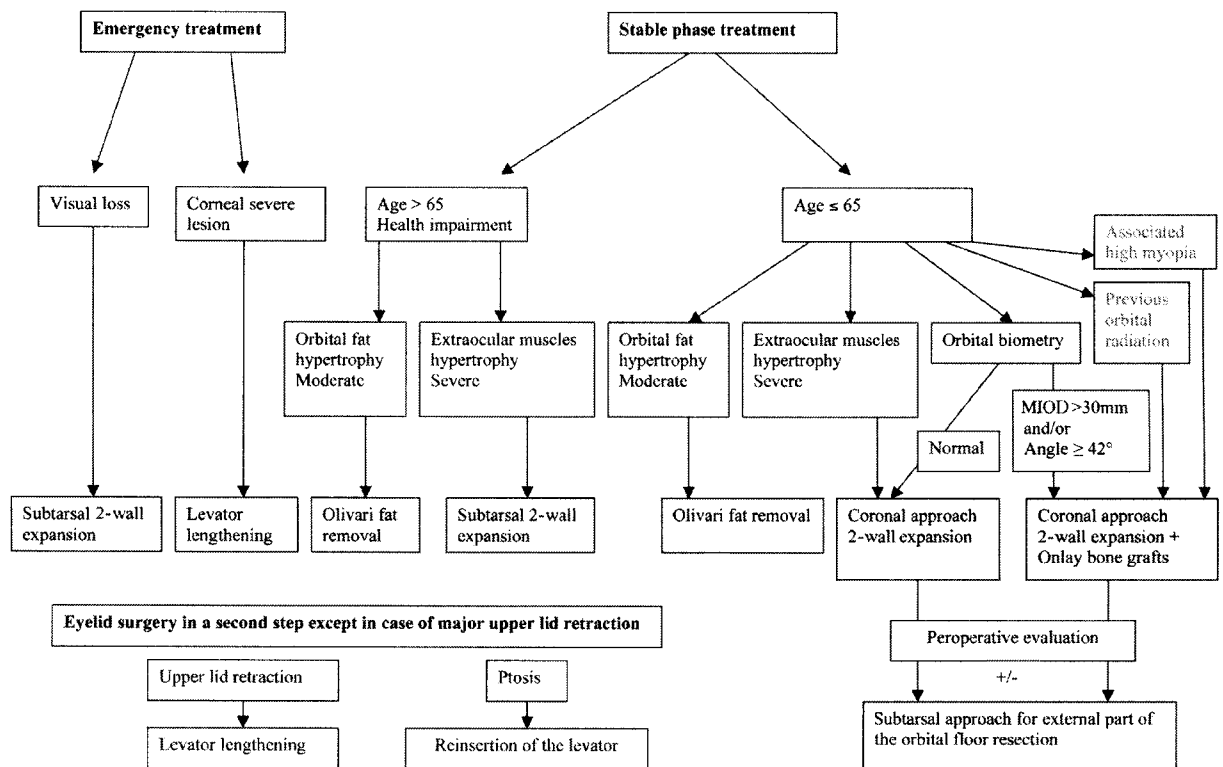 Emergency treatment
Stable phase treatment
Visual loss
Corneal severe
lesion
Age > 65
Health impairment
Age ≤ 65
Associated
high myopia
Previous
orbital
radiation
Orbital fat
hypertrophy
Moderate
Extraocular muscles
hypertrophy
Severe
Orbital fat
hypertrophy
Moderate
Extraocular muscles
hypertrophy
Severe
Orbital biometry
Normal
MIOD >30mm
and/or
Angle ≥ 42°
Subtarsal 2-wall
expansion
Levator
lengthening
Olivari fat
removal
Subtarsal 2-wall
expansion
Olivari fat removal
Coronal approach
2-wall expansion
Coronal approach
2-wall expansion +
Onlay bone grafts
Eyelid surgery in a second step except in case of major upper lid retraction
Upper lid retraction
Ptosis
Levator lengthening
Reinsertion of the levator
Peroperative evaluation
+/-
Subtarsal approach for external part of
the orbital floor resection